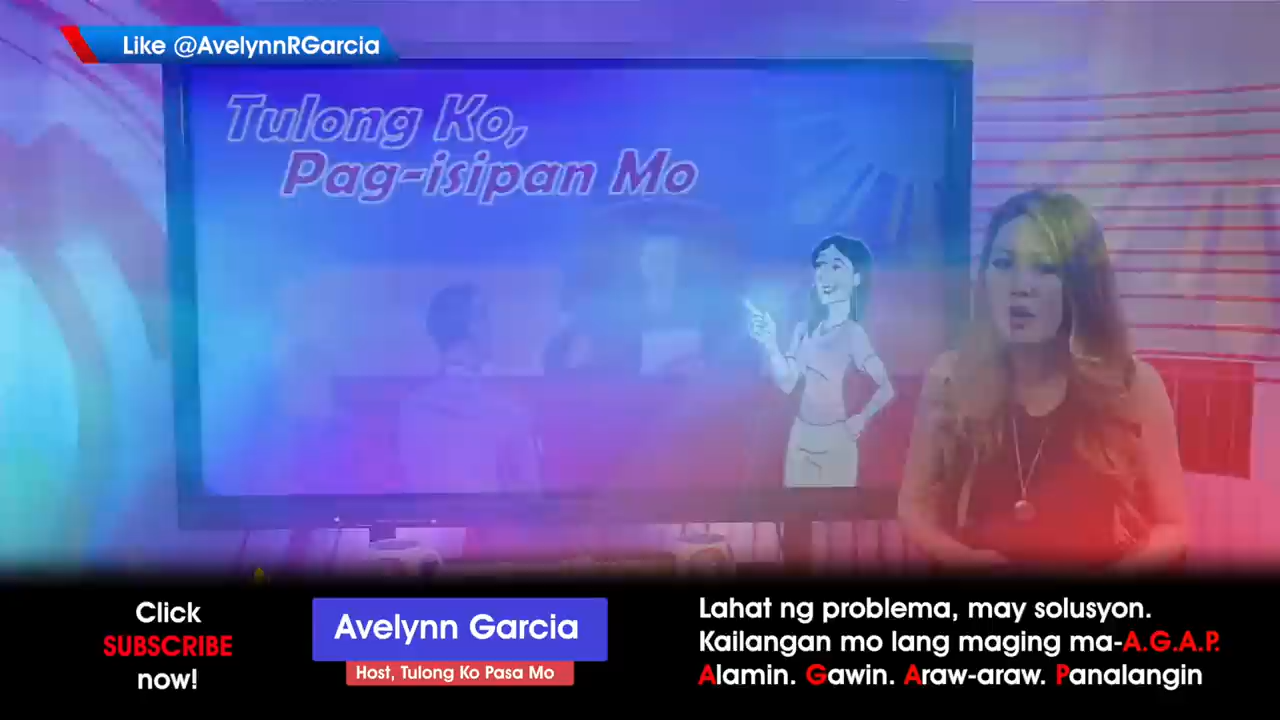 Like @AvelynnRGarcia
Tulong Ko,
Pag-isipan Mo
Click
SUBSCRIBE
now!
Avelynn Garcia
Host, Tulong Ko Pasa Mo
Lahat ng problema, may solusyon.
Kailangan mo lang maging ma-A.G.A.P.
Alamin. Gawin. Araw-araw. Panalangin